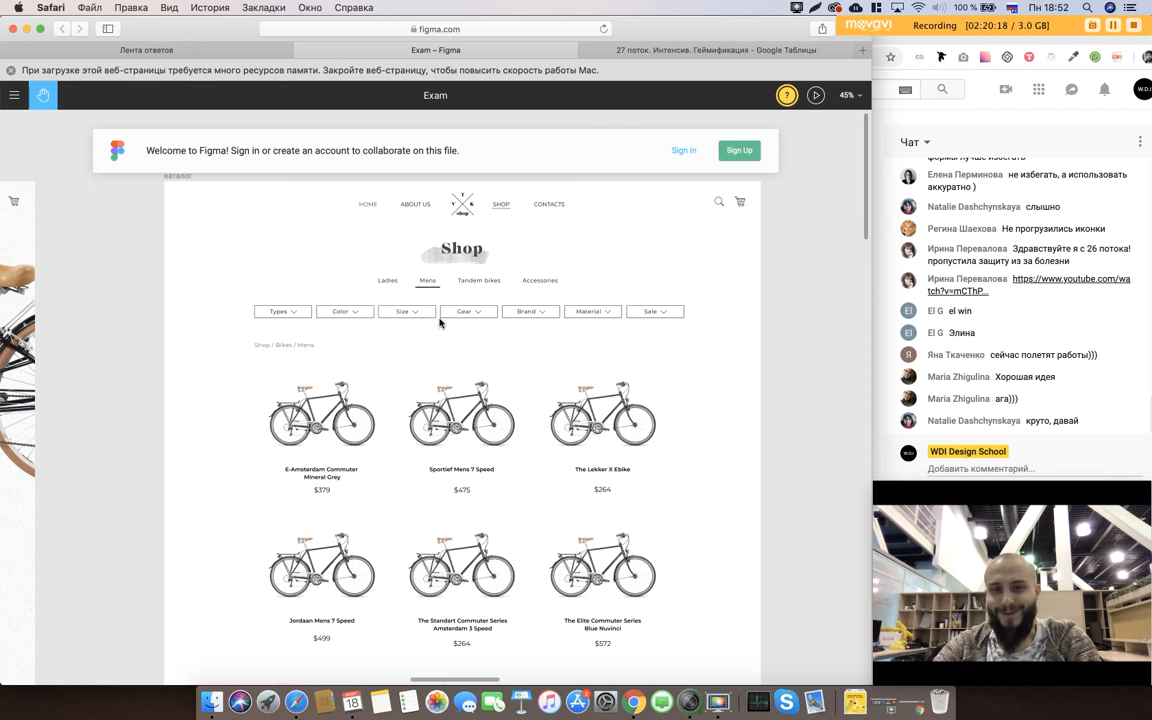 Safari Файл Правка Вид История Закладки Окно Справка 100 % Пн 18:52
movavi Recording [02:20:18 / 3.0 GB]
figma.com
Лента ответов Exam – Figma 27 поток. Интенсив. Геймификация - Google Таблицы
При загрузке этой веб-страницы требуется много ресурсов памяти. Закройте веб-страницу, чтобы повысить скорость работы Mac.
Exam ? 45%
Welcome to Figma! Sign in or create an account to collaborate on this file. Sign In Sign Up
каталог
HOME ABOUT US T V K shop SHOP CONTACTS
Shop
Ladies Mens Tandem bikes Accessories
Types Color Size Gear Brand Material Sale
Shop / Bikes / Mens
E-Amsterdam Commuter
Mineral Grey
$379
Sportief Mens 7 Speed
$475
The Lekker X Ebike
$264
Jordaan Mens 7 Speed
$499
The Standart Commuter Series
Amsterdam 3 Speed
$264
The Elite Commuter Series
Blue Nuvinci
$572
W.D.I
Чат
формы лучше избегать
Елена Перминова не избегать, а использовать
аккуратно )
Natalie Dashchynskaya слышно
Регина Шаехова Не прогрузились иконки
Ирина Перевалова Здравствуйте я с 26 потока!
пропустила защиту из за болезни
Ирина Перевалова https://www.youtube.com/wa
tch?v=mCThP...
El G el win
El G Элина
Яна Ткаченко сейчас полетят работы)))
Maria Zhigulina Хорошая идея
Maria Zhigulina ага)))
Natalie Dashchynskaya круто, давай
WDI Design School
Добавить комментарий...